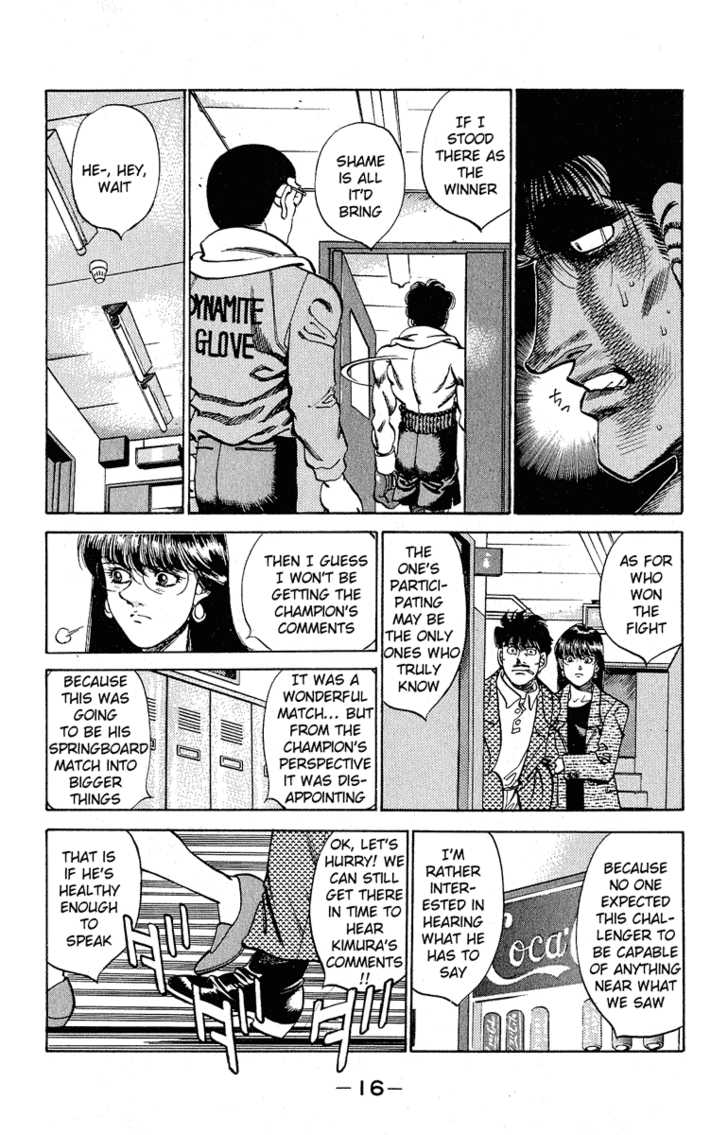 IF I
STOOD
THERE AS
THE
WINNER
SHAME
IS ALL
IT'D
BRING
DYNAMITE
GLOVE
HE-, HEY,
WAIT
AS FOR
WHO
WON
THE
FIGHT
THE
ONE'S
PARTICI-
PATING
MAY BE
THE ONLY
ONES WHO
TRULY
KNOW
THEN I GUESS
I WON'T BE
GETTING THE
CHAMPION'S
COMMENTS
IT WAS A
WONDERFUL
MATCH... BUT
FROM THE
CHAMPION'S
PERSPECTIVE
IT WAS DIS-
APPOINTING
BECAUSE
THIS WAS
GOING
TO BE HIS
SPRINGBOARD
MATCH INTO
BIGGER
THINGS
BECAUSE
NO ONE
EXPECTED
THIS CHAL-
LENGER TO
BE CAPABLE
OF ANYTHING
NEAR WHAT
WE SAW
I'M
RATHER
INTER-
ESTED IN
HEARING
WHAT HE
HAS TO
SAY
Coca
OK, LET'S
HURRY! WE
CAN STILL
GET THERE
IN TIME TO
HEAR
KIMURA'S
COMMENTS
!!
THAT IS
IF HE'S
HEALTHY
ENOUGH
TO
SPEAK
-16-